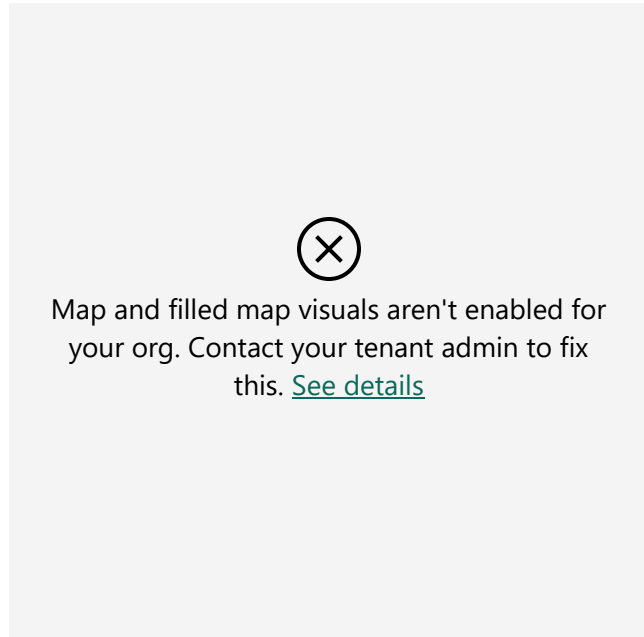 Map and filled map visuals aren't enabled for
your org. Contact your tenant admin to fix
this. See details